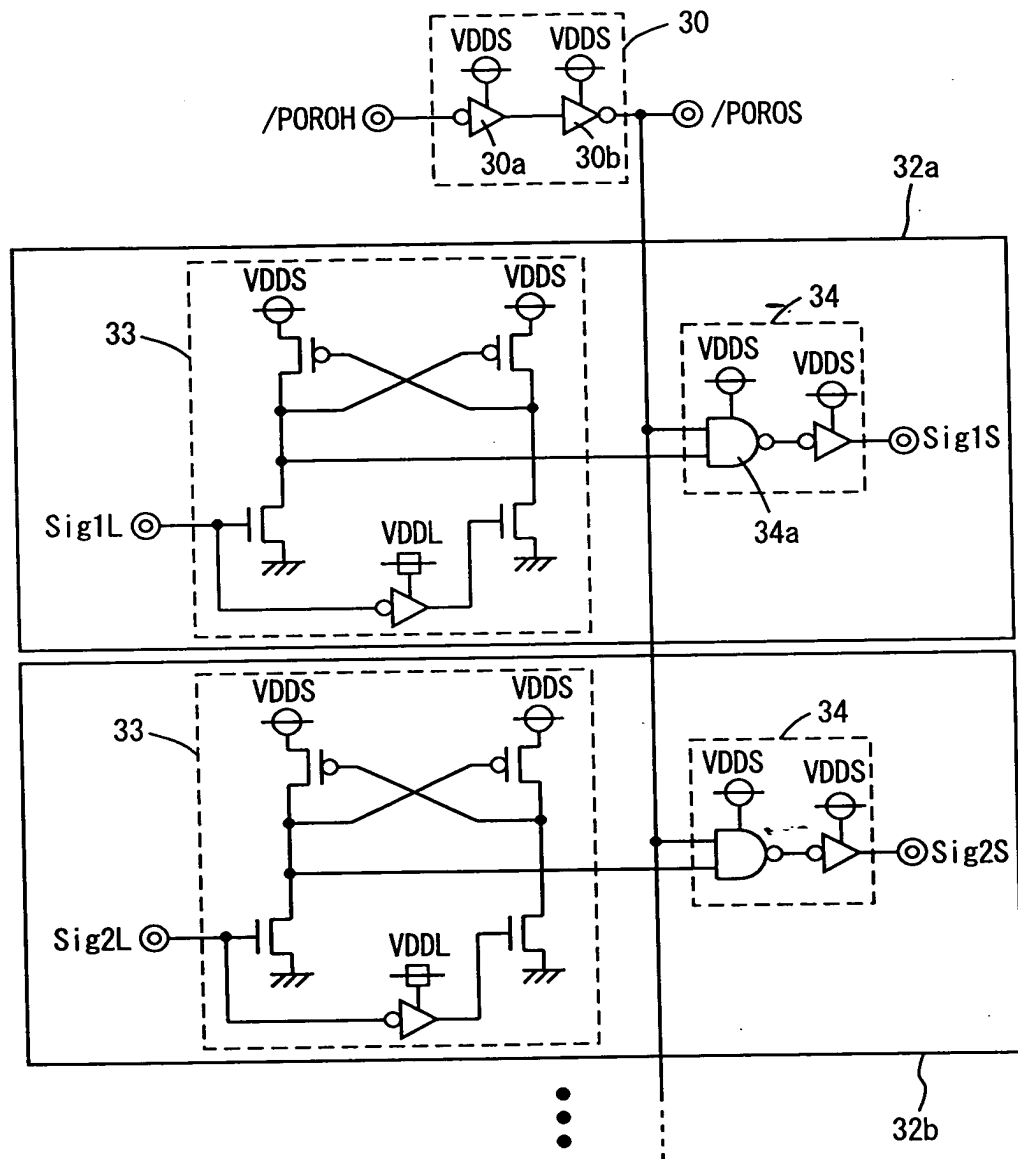 30
VDDS VDDS
/POROH /POROS
30a 30b
32a
33
VDDS VDDS
34
VDDS VDDS
Sig1S
34a
Sig1L
VDDL
33
VDDS VDDS
34
VDDS VDDS
Sig2S
Sig2L
VDDL
32b